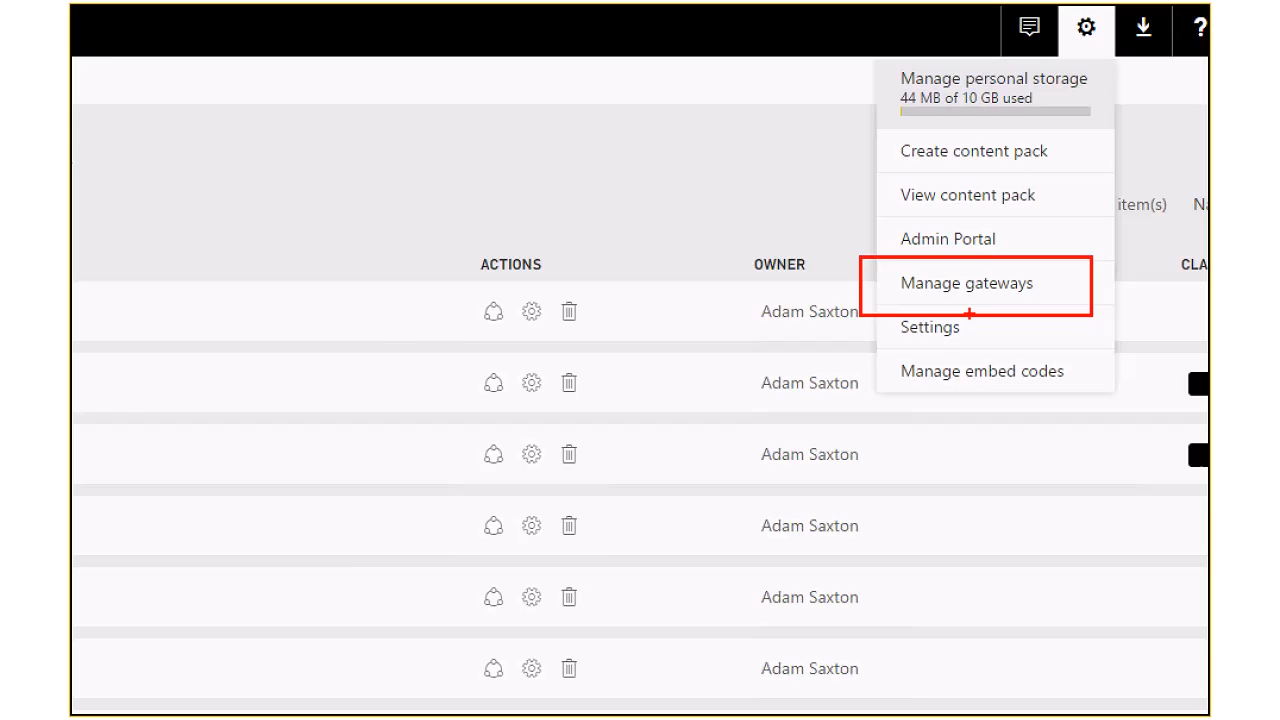 ?
Manage personal storage
44 MB of 10 GB used
Create content pack
View content pack
item(s)
Admin Portal
ACTIONS OWNER
Manage gateways
Adam Saxton
Settings
Manage embed codes
Adam Saxton
Adam Saxton
Adam Saxton
Adam Saxton
Adam Saxton